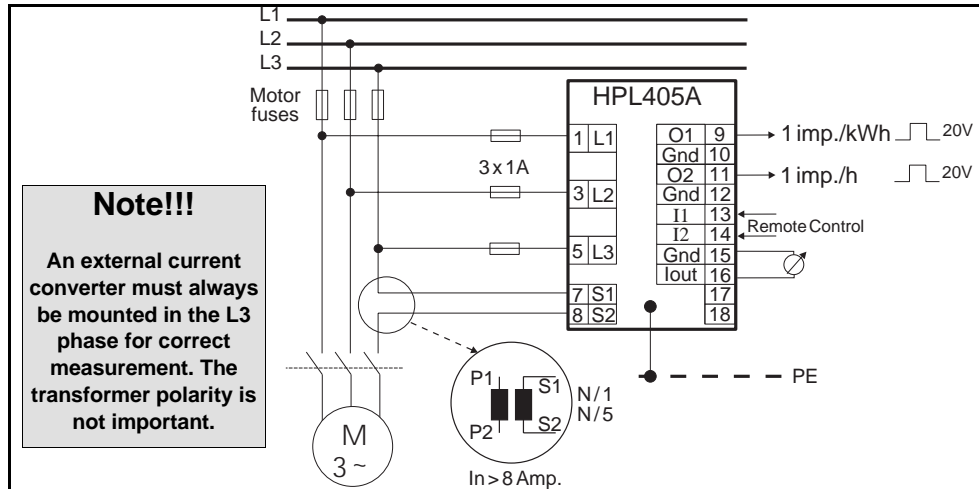 L1
L2
L3
Motor
fuses
3 x 1A
HPL405A
1 L1
3 L2
5 L3
7 S1
8 S2
O1 9
Gnd 10
O2 11
Gnd 12
I1 13
I2 14
Gnd 15
Iout 16
17
18
1 imp./kWh 20V
1 imp./h 20V
Remote Control
PE
Note!!!
An external current
converter must always
be mounted in the L3
phase for correct
measurement. The
transformer polarity is
not important.
P1
P2
S1
S2
N/1
N/5
In > 8 Amp.
M
3 ~